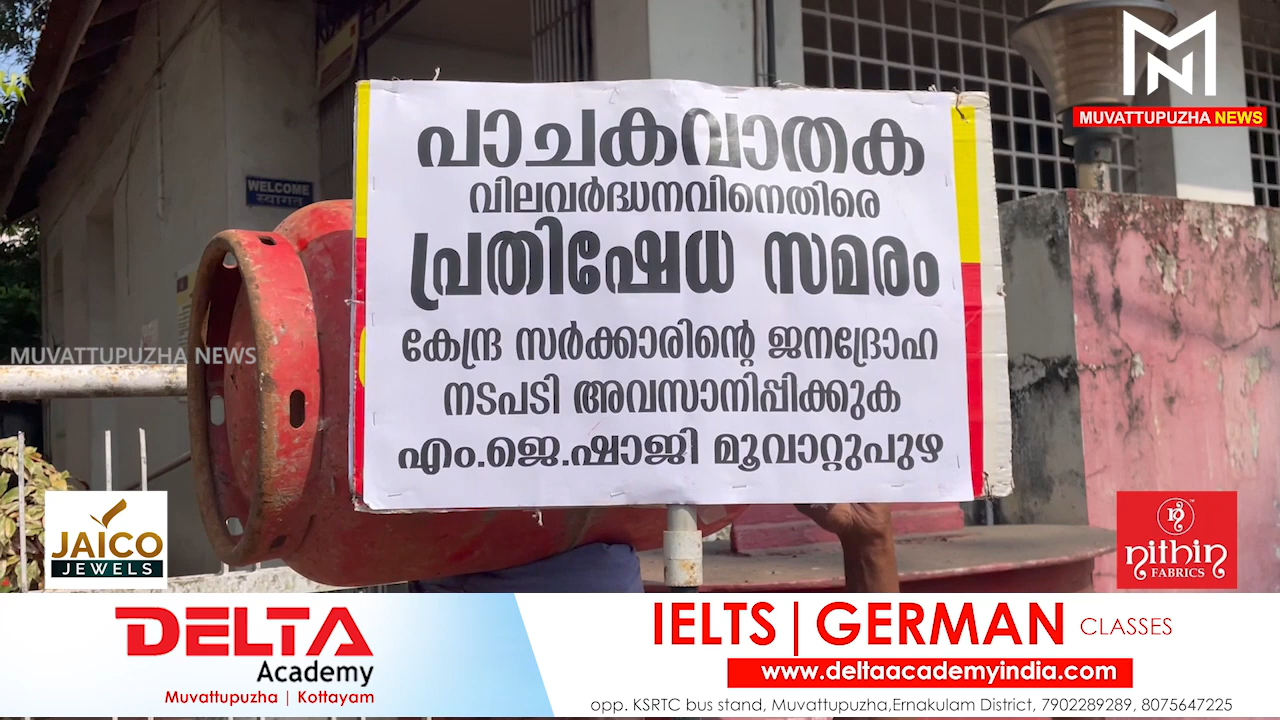 MUVATTUPUZHA NEWS
WELCOME
स्वागत
പാചകവാതക
വിലവർദ്ധനവിനെതിരെ
പ്രതിഷേധ സമരം
കേന്ദ്ര സർക്കാരിന്റെ ജനദ്രോഹ
നടപടി അവസാനിപ്പിക്കുക
എം.ജെ.ഷാജി മൂവാറ്റുപുഴ
MUVATTUPUZHA NEWS
JAICO
JEWELS
nithin
FABRICS
DELTA
Academy
Muvattupuzha | Kottayam
IELTS | GERMAN CLASSES
www.deltaacademyindia.com
opp. KSRTC bus stand, Muvattupuzha,Ernakulam District, 7902289289, 8075647225